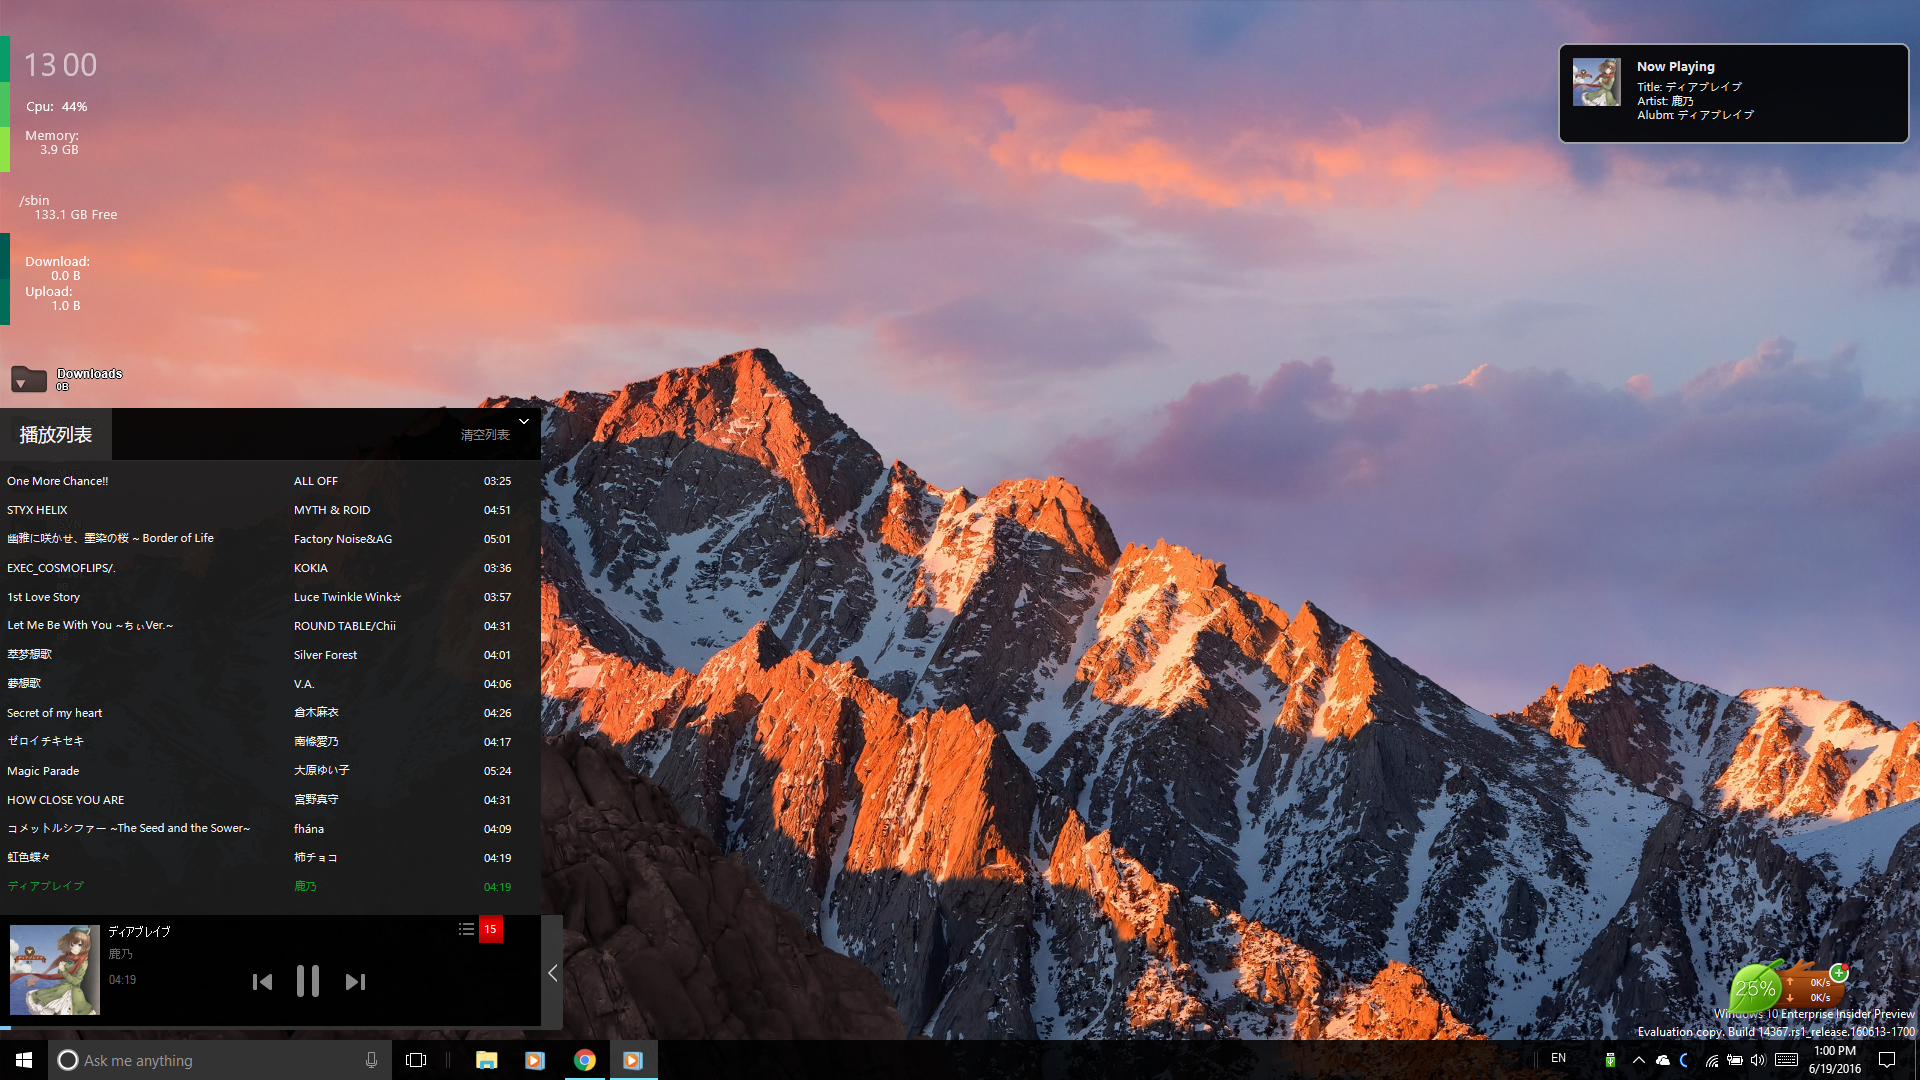 13 00
Cpu: 44%
Memory:
3.9 GB
/sbin
133.1 GB Free
Download:
0.0 B
Upload:
1.0 B
Downloads
0B
Now Playing
Title: ディアブレイブ
Artist: 鹿乃
Alubm: ディアブレイブ
播放列表
清空列表
One More Chance!! ALL OFF 03:25
STYX HELIX MYTH & ROID 04:51
幽雅に咲かせ、墨染の桜 ~ Border of Life Factory Noise&AG 05:01
EXEC_COSMOFLIPS/. KOKIA 03:36
1st Love Story Luce Twinkle Wink☆ 03:57
Let Me Be With You ~ちぃVer.~ ROUND TABLE/Chii 04:31
萃梦想歌 Silver Forest 04:01
夢想歌 V.A. 04:06
Secret of my heart 倉木麻衣 04:26
ゼロイチキセキ 南條愛乃 04:17
Magic Parade 大原ゆい子 05:24
HOW CLOSE YOU ARE 宮野真守 04:31
コメットルシファー ~The Seed and the Sower~ fhána 04:09
虹色蝶々 柿チョコ 04:19
ディアブレイブ 鹿乃 04:19
ディアブレイブ
15
鹿乃
04:19
25%
0K/s
0K/s
Windows 10 Enterprise Insider Preview
Evaluation copy. Build 14367.rs1_release.160613-1700
Ask me anything
EN
1:00 PM
6/19/2016